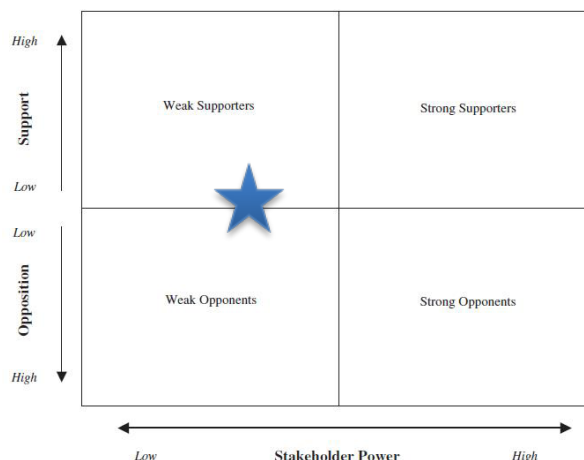 High
Support
Weak Supporters
Strong Supporters
Low
Low
Opposition
Weak Opponents
Strong Opponents
High
Low
Stakeholder Power
High